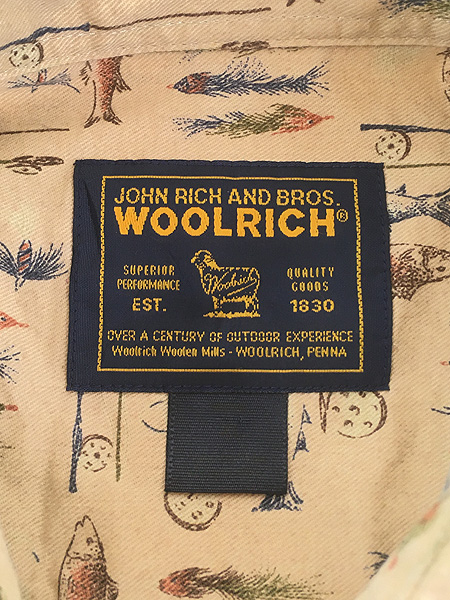 JOHN RICH AND BROS.
WOOLRICH®
SUPERIOR PERFORMANCE
Woolrich
QUALITY GOODS
EST.
1830
OVER A CENTURY OF OUTDOOR EXPERIENCE
Woolrich Woolen Mills - WOOLRICH, PENNA